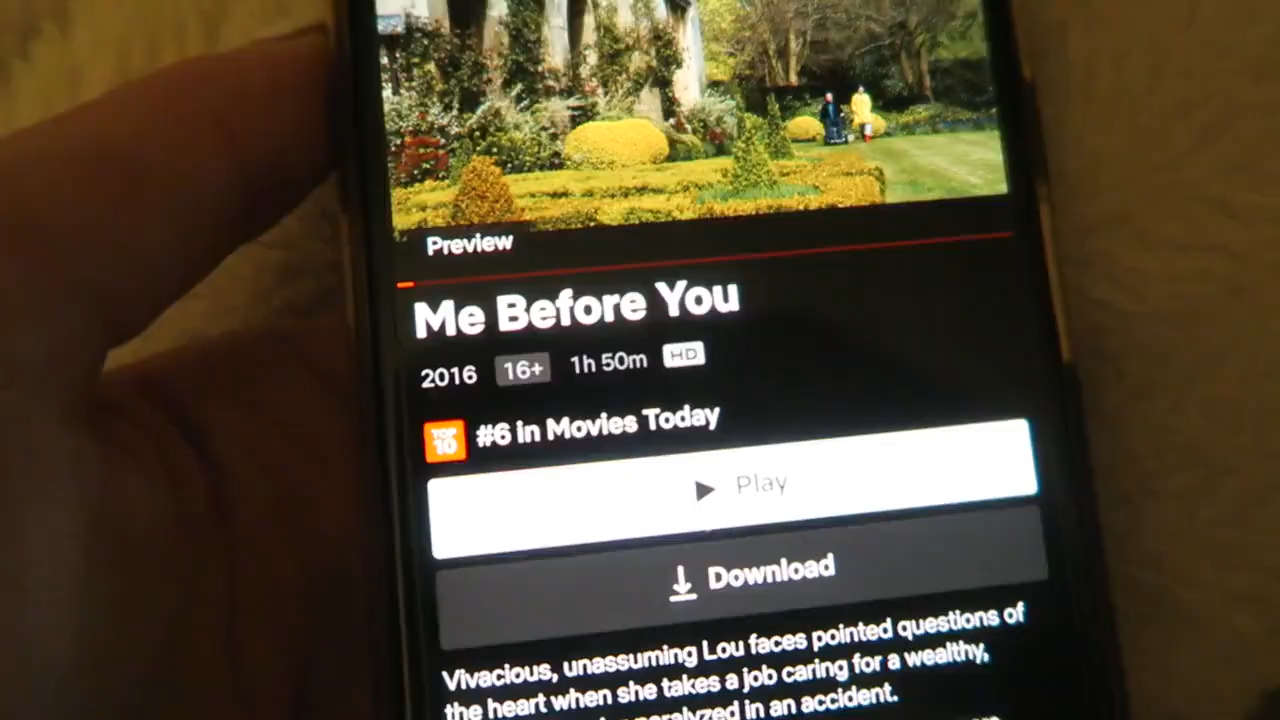 Preview
Me Before You
2016 16+ 1h 50m HD
TOP 10 #6 in Movies Today
Play
Download
Vivacious, unassuming Lou faces pointed questions of
the heart when she takes a job caring for a wealthy,
paralyzed in an accident.